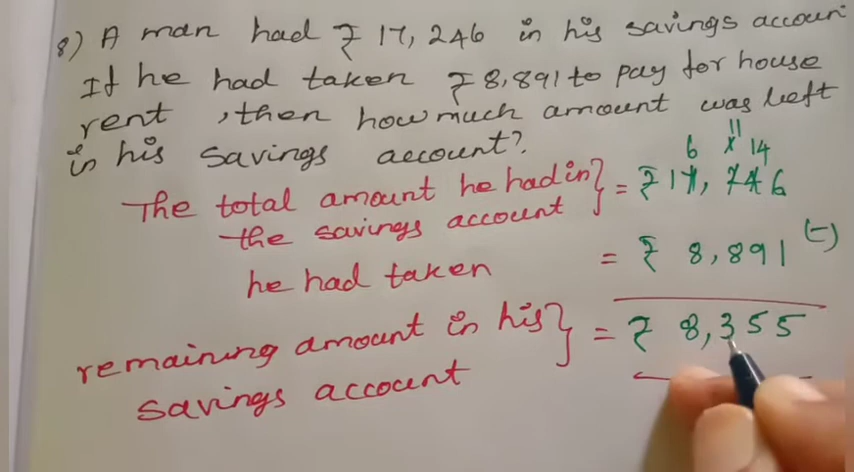 8) A man had ₹ 17,246 in his savings accoun
If he had taken ₹ 8,891 to pay for house
rent , then how much amount was left
in his savings account?
6 11 14
The total amount he had in } = ₹ 17, 246
the savings account
he had taken = ₹ 8,891 (-)
remaining amount in his } = ₹ 8,355
savings account